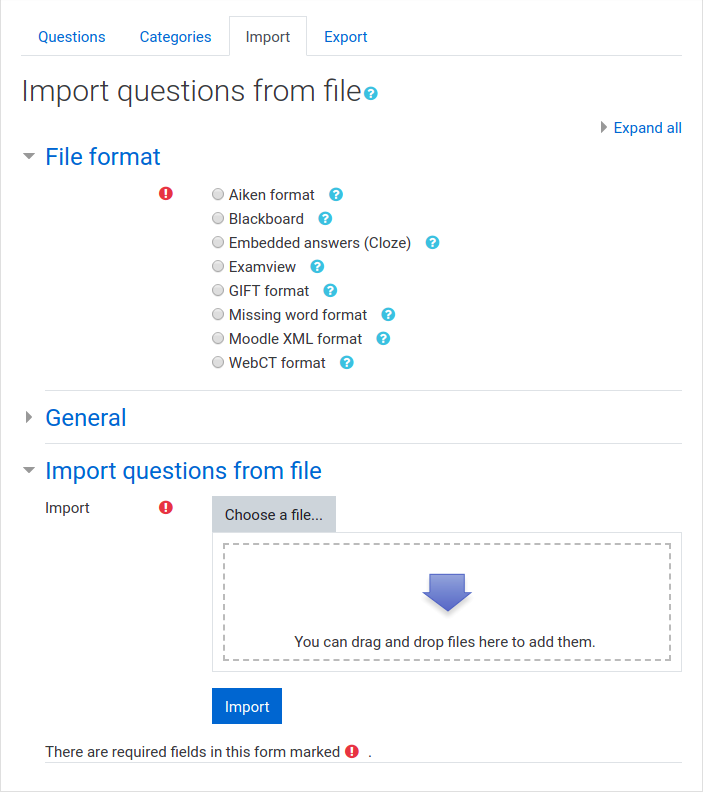 Questions Categories Import Export
Import questions from file
Expand all
File format
Aiken format
Blackboard
Embedded answers (Cloze)
Examview
GIFT format
Missing word format
Moodle XML format
WebCT format
General
Import questions from file
Import
Choose a file...
You can drag and drop files here to add them.
Import
There are required fields in this form marked .